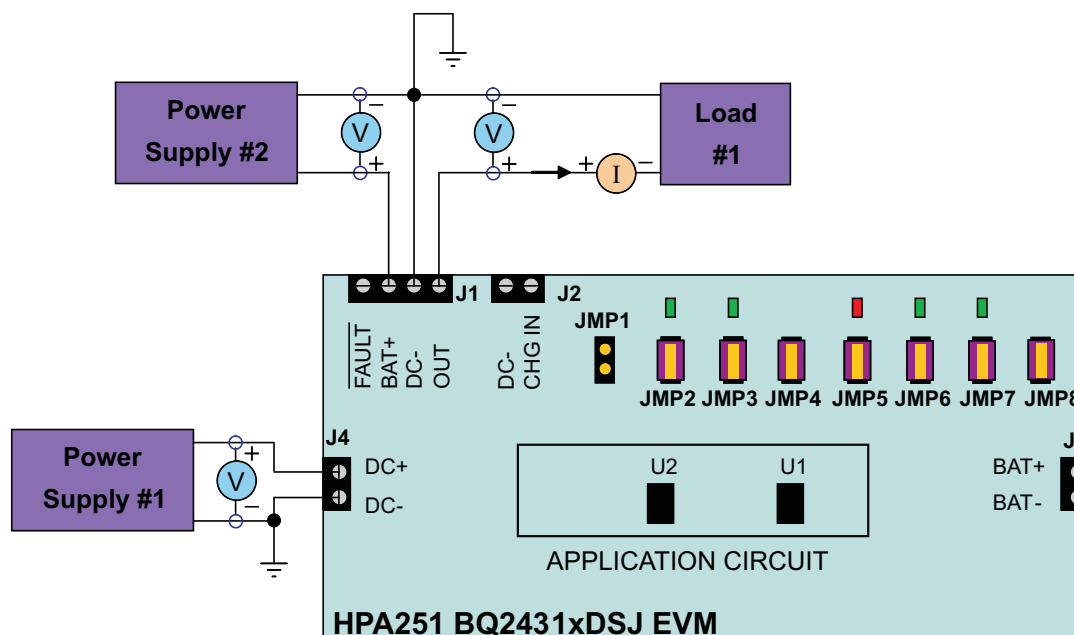 Power
Supply #2
−
V
+
−
V
+
+
I
−
Load
#1
J1
J2
FAULT
BAT+
DC-
OUT
DC-
CHG IN
JMP1
JMP2
JMP3
JMP4
JMP5
JMP6
JMP7
JMP8
Power
Supply #1
+
V
−
J4
DC+
DC-
U2
U1
APPLICATION CIRCUIT
J
BAT+
BAT-
HPA251 BQ2431xDSJ EVM